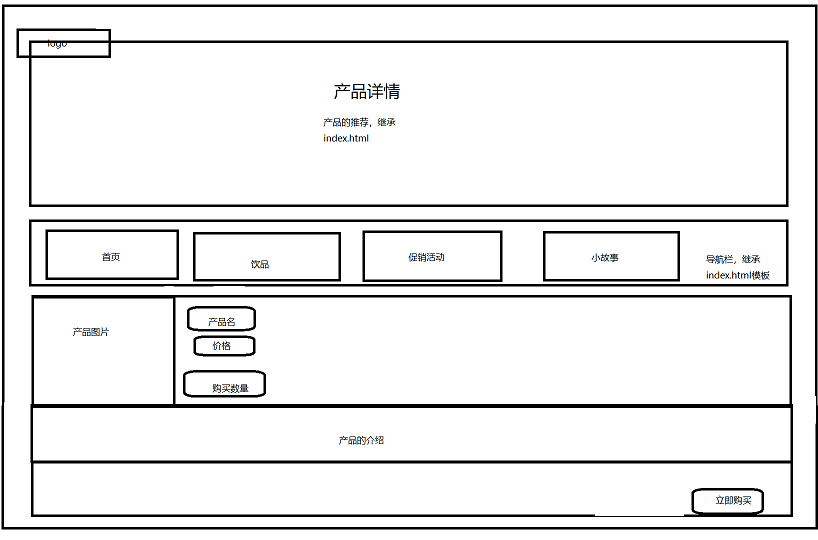 logo
产品详情
产品的推荐，继承
index.html
首页
饮品
促销活动
小故事
导航栏，继承
index.html模板
产品图片
产品名
价格
购买数量
产品的介绍
立即购买